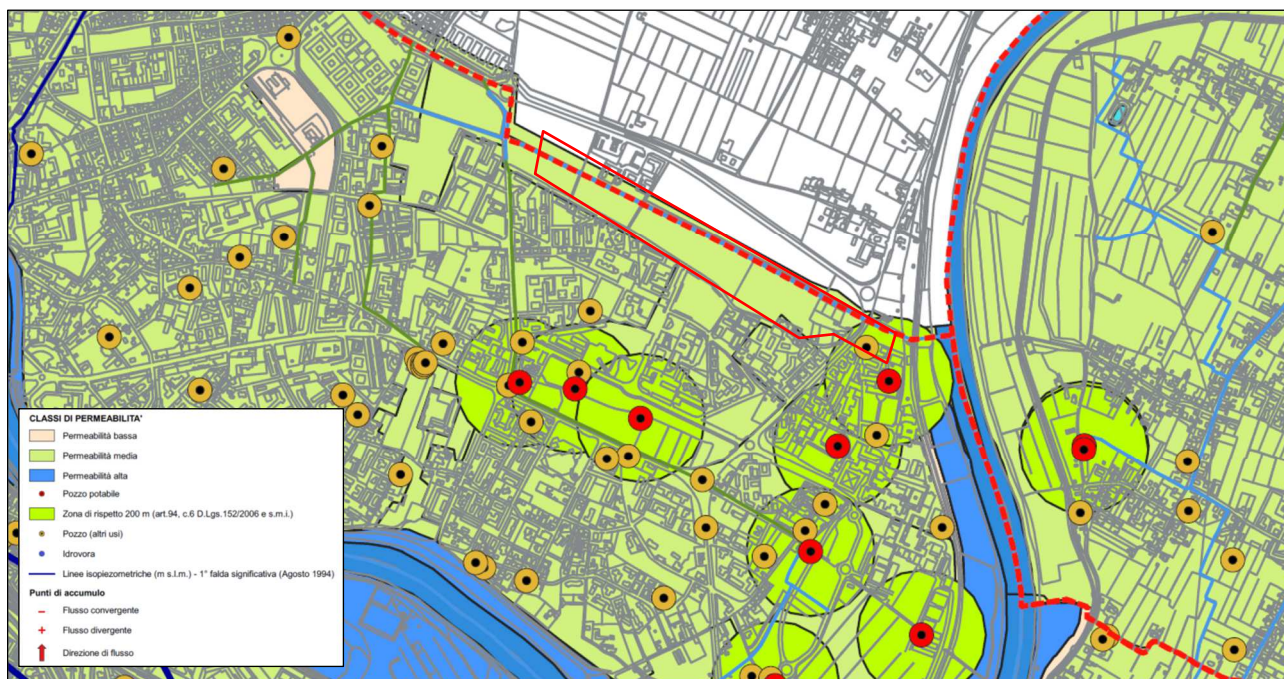 CLASSI DI PERMEABILITA'
Permeabilità bassa
Permeabilità media
Permeabilità alta
Pozzo potabile
Zona di rispetto 200 m (art.94, c.6 D.Lgs.152/2006 e s.m.i.)
Pozzo (altri usi)
Idrovora
Linee isopiezometriche (m s.l.m.) - 1° falda significativa (Agosto 1994)
Punti di accumulo
Flusso convergente
Flusso divergente
Direzione di flusso